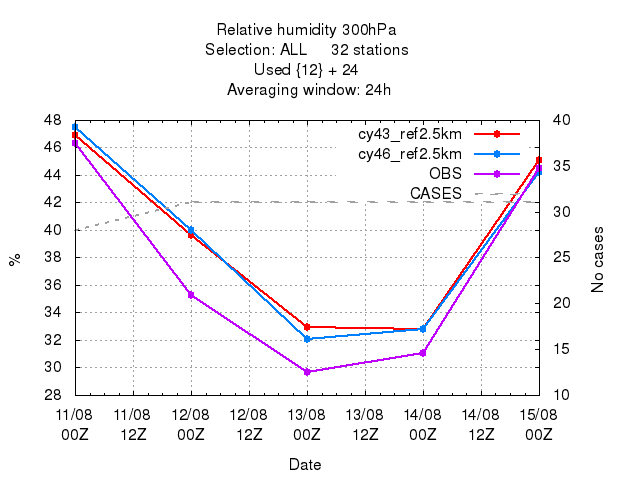 Relative humidity 300hPa
Selection: ALL 32 stations
Used {12} + 24
Averaging window: 24h
48 40
cy43_ref2.5km
46 cy46_ref2.5km 35
44 OBS
42 CASES
40 30
38 25
36
34 20
32 15
30
28 10
% No cases
11/08 11/08 12/08 12/08 13/08 13/08 14/08 14/08 15/08
00Z 12Z 00Z 12Z 00Z 12Z 00Z 12Z 00Z
Date